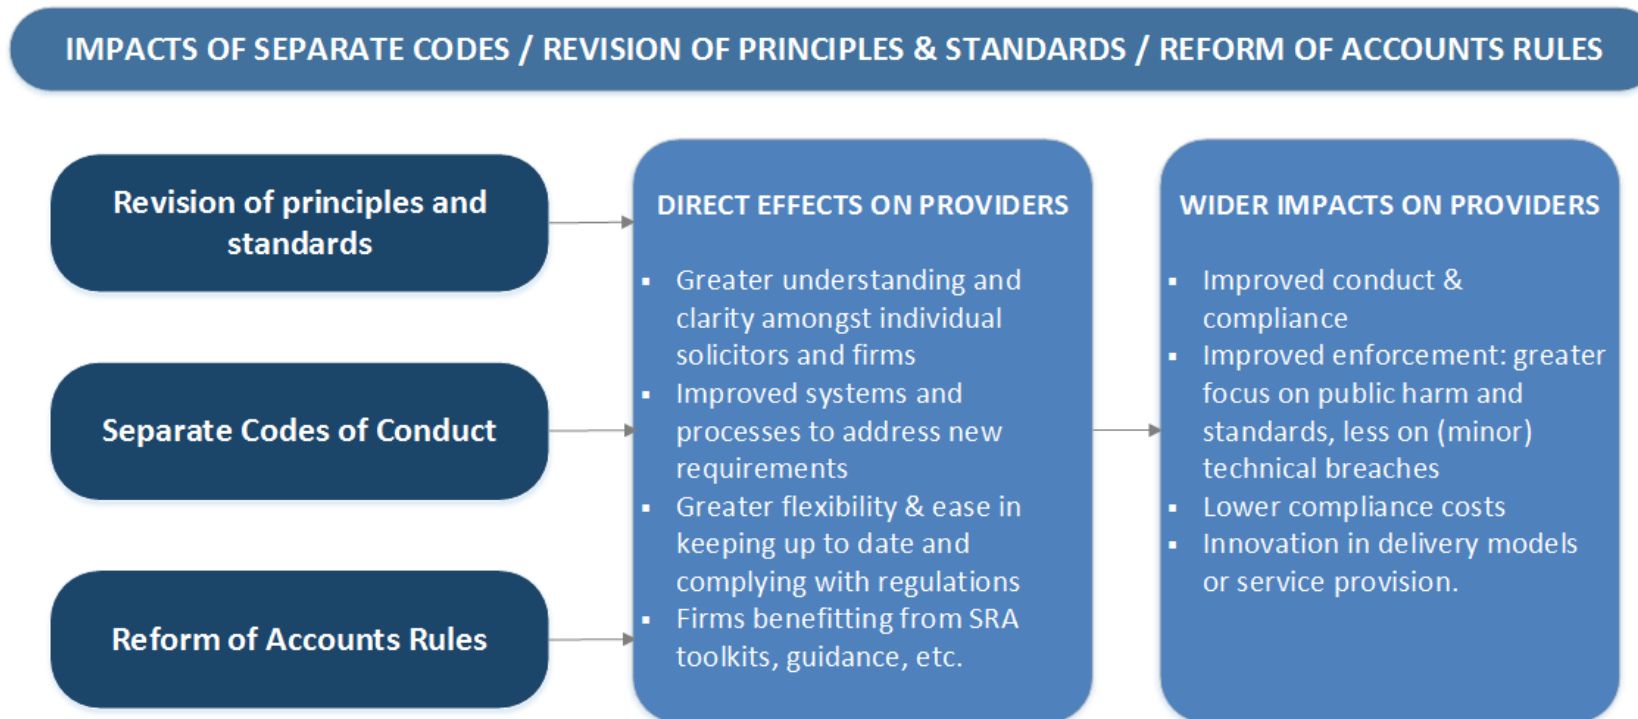 IMPACTS OF SEPARATE CODES / REVISION OF PRINCIPLES & STANDARDS / REFORM OF ACCOUNTS RULES
Revision of principles and
standards
Separate Codes of Conduct
Reform of Accounts Rules
DIRECT EFFECTS ON PROVIDERS
▪ Greater understanding and
clarity amongst individual
solicitors and firms
▪ Improved systems and
processes to address new
requirements
▪ Greater flexibility & ease in
keeping up to date and
complying with regulations
▪ Firms benefitting from SRA
toolkits, guidance, etc.
WIDER IMPACTS ON PROVIDERS
▪ Improved conduct &
compliance
▪ Improved enforcement: greater
focus on public harm and
standards, less on (minor)
technical breaches
▪ Lower compliance costs
▪ Innovation in delivery models
or service provision.